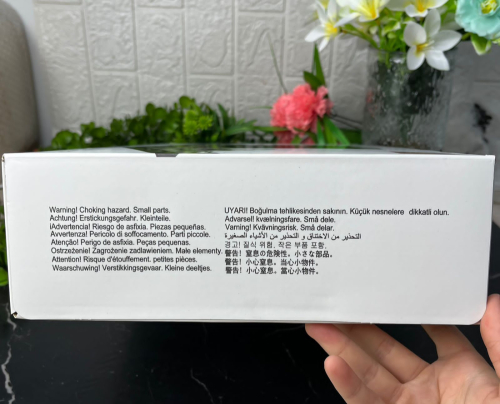 Warning! Choking hazard. Small parts.
Achtung! Erstickungsgefahr. Kleinteile.
¡Advertencia! Riesgo de asfixia. Piezas pequeñas.
Avvertenza! Pericolo di soffocamento. Parti piccole.
Atenção! Perigo de asfixia. Peças pequenas.
Ostrzeżenie! Zagrożenie zadławieniem. Małe elementy.
Attention! Risque d'étouffement. petites pièces.
Waarschuwing! Verstikkingsgevaar. Kleine deeltjes.
UYARI! Boğulma tehlikesinden sakının. Küçük nesnelere dikkatli olun.
Advarsel! kvælningsfare. Små dele.
Varning! Kvävningsrisk. Små delar.
التحذير من الاختناق و التحذير من الأشياء الصغيرة
경고! 질식 위험, 작은 부품 포함.
警告! 窒息の危険性。小さな部品。
警告! 小心窒息。当心小物件。
警告! 小心窒息。當心小物件。